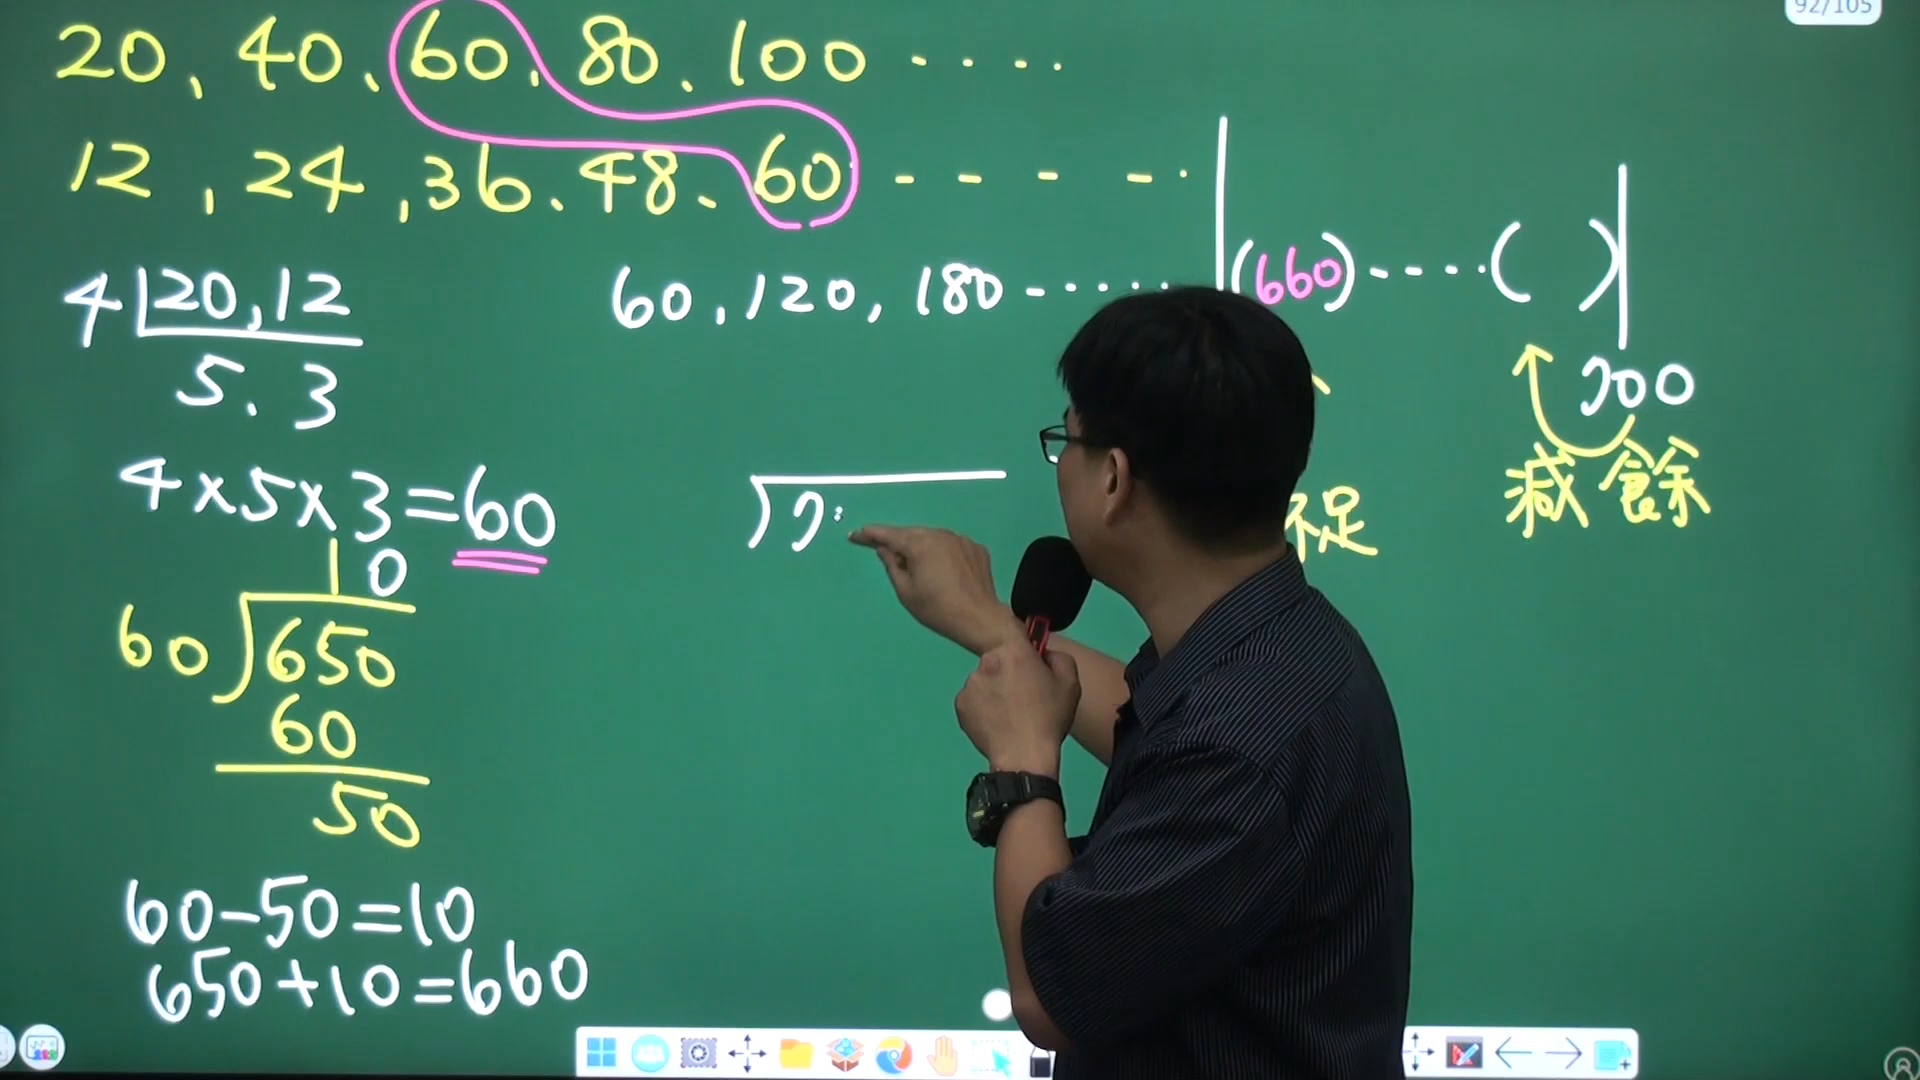 92/105
20, 40、60、80、100 ‥‥
12, 24, 36、48、60 - - - - ·
4 20, 12
5. 3
60, 120, 180 - ‥‥ (660) - - - - · ( )
900
減餘
足
4×5×3=60
10
60 650
60
50
60-50=10
650+10=660